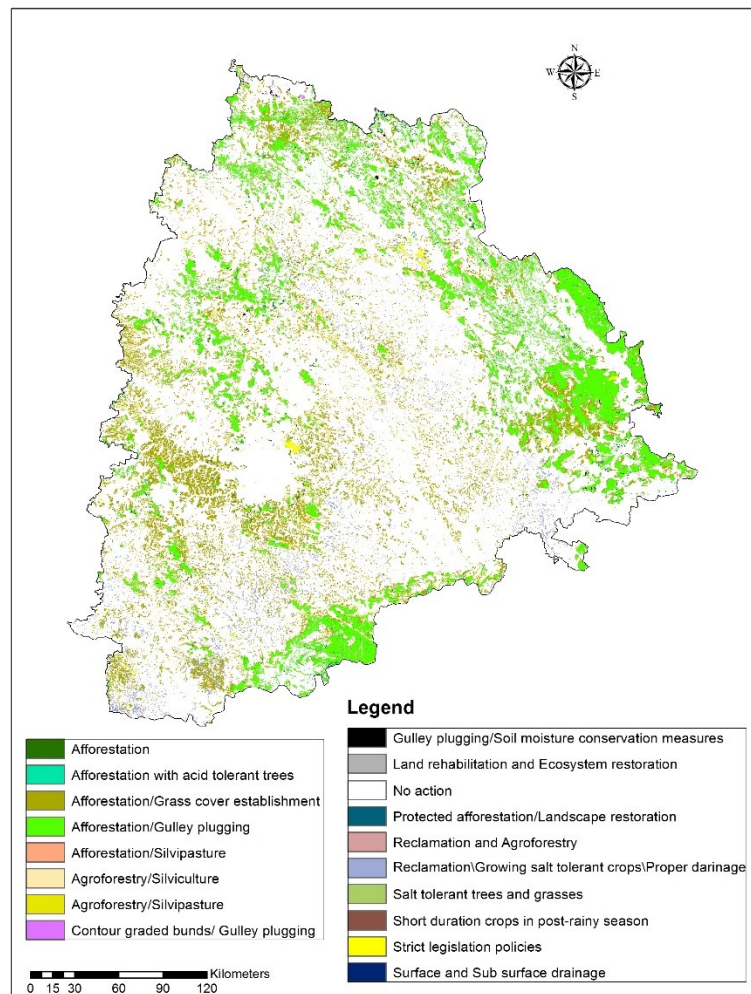 N
W E
S
Legend
Afforestation
Afforestation with acid tolerant trees
Afforestation/Grass cover establishment
Afforestation/Gulley plugging
Afforestation/Silvipasture
Agroforestry/Silviculture
Agroforestry/Silvipasture
Contour graded bunds/ Gulley plugging
Gulley plugging/Soil moisture conservation measures
Land rehabilitation and Ecosystem restoration
No action
Protected afforestation/Landscape restoration
Reclamation and Agroforestry
Reclamation\Growing salt tolerant crops\Proper darinage
Salt tolerant trees and grasses
Short duration crops in post-rainy season
Strict legislation policies
Surface and Sub surface drainage
Kilometers
0 15 30 60 90 120